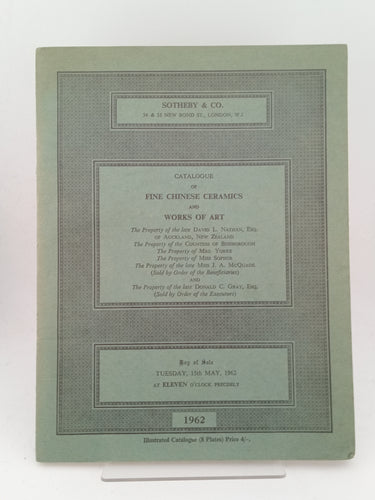 SOTHEBY & CO.
34 & 35 NEW BOND ST., LONDON, W.1
CATALOGUE
OF
FINE CHINESE CERAMICS
AND
WORKS OF ART
The Property of the late DAVID L. NATHAN, ESQ.
OF AUCKLAND, NEW ZEALAND
The Property of the COUNTESS OF BESSBOROUGH
The Property of MRS. YORKE
The Property of MISS SOPHER
The Property of the late MISS J. A. MCQUADE
(Sold by Order of the Beneficiaries)
AND
The Property of the late DONALD C. GRAY, ESQ.
(Sold by Order of the Executors)
Day of Sale
TUESDAY, 15th MAY, 1962
AT ELEVEN O'CLOCK PRECISELY
1962
Illustrated Catalogue (8 Plates) Price 4/-.